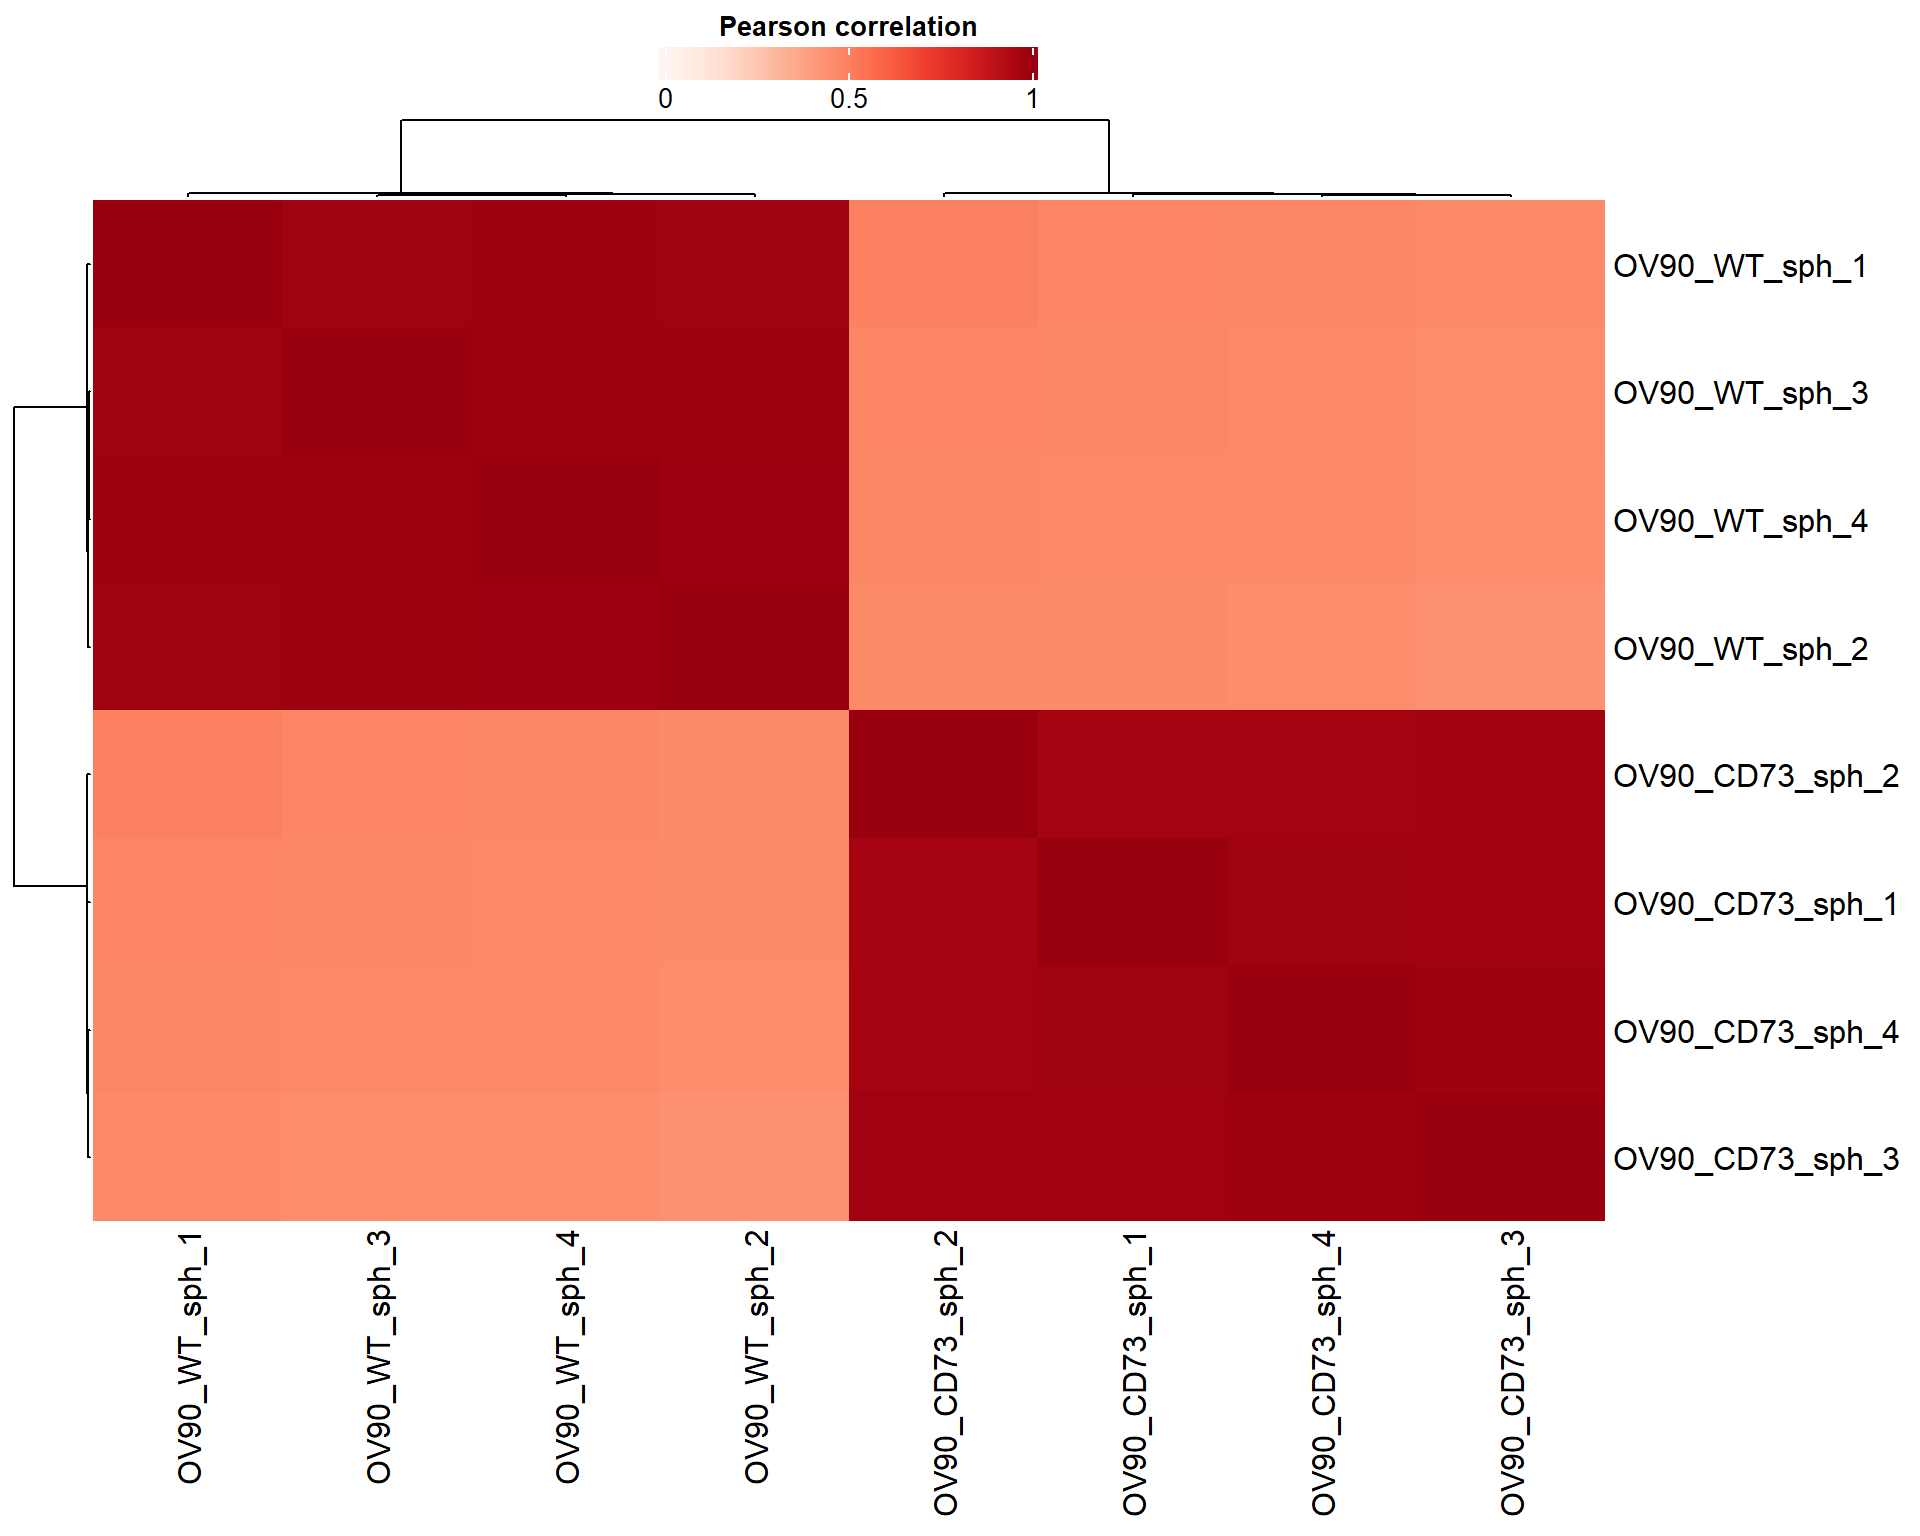 Pearson correlation
0 0.5 1
OV90_WT_sph_1
OV90_WT_sph_3
OV90_WT_sph_4
OV90_WT_sph_2
OV90_CD73_sph_2
OV90_CD73_sph_1
OV90_CD73_sph_4
OV90_CD73_sph_3
OV90_WT_sph_1
OV90_WT_sph_3
OV90_WT_sph_4
OV90_WT_sph_2
OV90_CD73_sph_2
OV90_CD73_sph_1
OV90_CD73_sph_4
OV90_CD73_sph_3